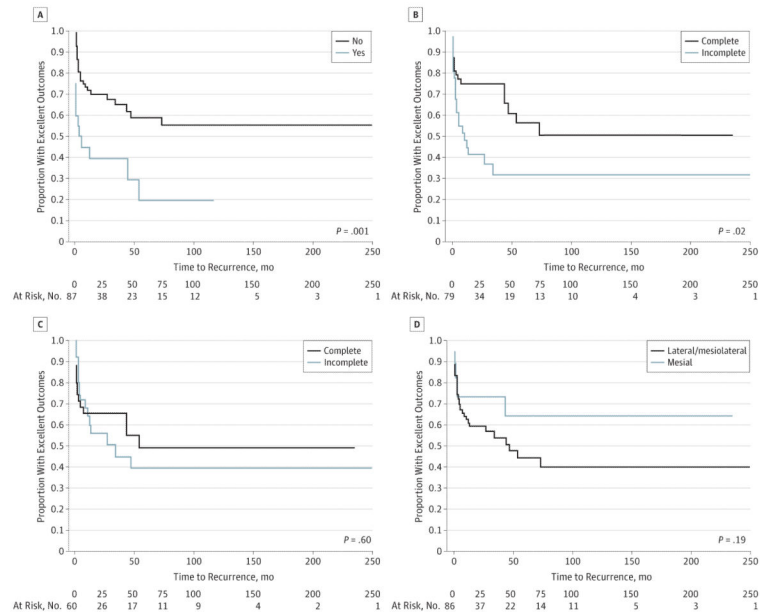 A
1.0
0.9
0.8
0.7
0.6
0.5
0.4
0.3
0.2
0.1
0
Proportion With Excellent Outcomes
No
Yes
P = .001
0 50 100 150 200 250
Time to Recurrence, mo
0 25 50 75 100 150 200 250
At Risk, No. 87 38 23 15 12 5 3 1
B
1.0
0.9
0.8
0.7
0.6
0.5
0.4
0.3
0.2
0.1
0
Proportion With Excellent Outcomes
Complete
Incomplete
P = .02
0 50 100 150 200 250
Time to Recurrence, mo
0 25 50 75 100 150 200 250
At Risk, No. 79 34 19 13 10 4 3 1
C
1.0
0.9
0.8
0.7
0.6
0.5
0.4
0.3
0.2
0.1
0
Proportion With Excellent Outcomes
Complete
Incomplete
P = .60
0 50 100 150 200 250
Time to Recurrence, mo
0 25 50 75 100 150 200 250
At Risk, No. 60 26 17 11 9 4 2 1
D
1.0
0.9
0.8
0.7
0.6
0.5
0.4
0.3
0.2
0.1
0
Proportion With Excellent Outcomes
Lateral/mesiolateral
Mesial
P = .19
0 50 100 150 200 250
Time to Recurrence, mo
0 25 50 75 100 150 200 250
At Risk, No. 86 37 22 14 11 5 3 1